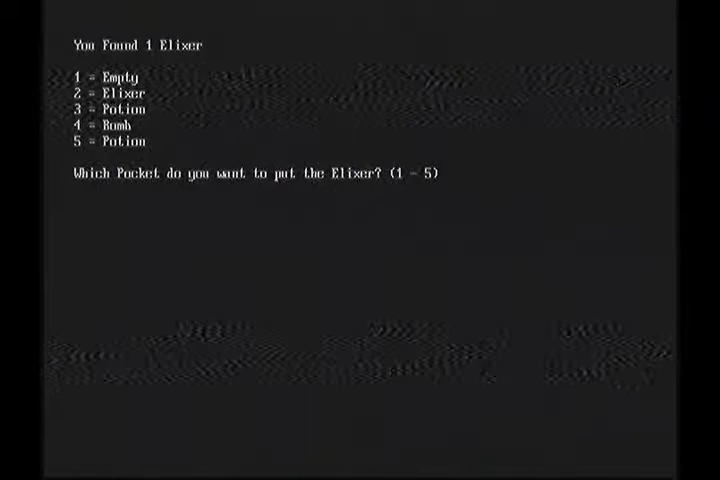 You Found 1 Elixer
1 = Empty
2 = Elixer
3 = Potion
4 = Bomb
5 = Potion
Which Pocket do you want to put the Elixer? (1 - 5)